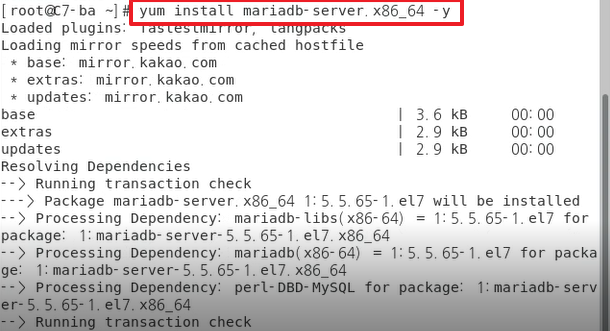 [root@C7-ba ~]# yum install mariadb-server.x86_64 -y
Loaded plugins: fastestmirror, langpacks
Loading mirror speeds from cached hostfile
 * base: mirror.kakao.com
 * extras: mirror.kakao.com
 * updates: mirror.kakao.com
base | 3.6 kB 00:00
extras | 2.9 kB 00:00
updates | 2.9 kB 00:00
Resolving Dependencies
--> Running transaction check
---> Package mariadb-server.x86_64 1:5.5.65-1.el7 will be installed
--> Processing Dependency: mariadb-libs(x86-64) = 1:5.5.65-1.el7 for
package: 1:mariadb-server-5.5.65-1.el7.x86_64
--> Processing Dependency: mariadb(x86-64) = 1:5.5.65-1.el7 for packa
ge: 1:mariadb-server-5.5.65-1.el7.x86_64
--> Processing Dependency: perl-DBD-MySQL for package: 1:mariadb-serv
er-5.5.65-1.el7.x86_64
--> Running transaction check